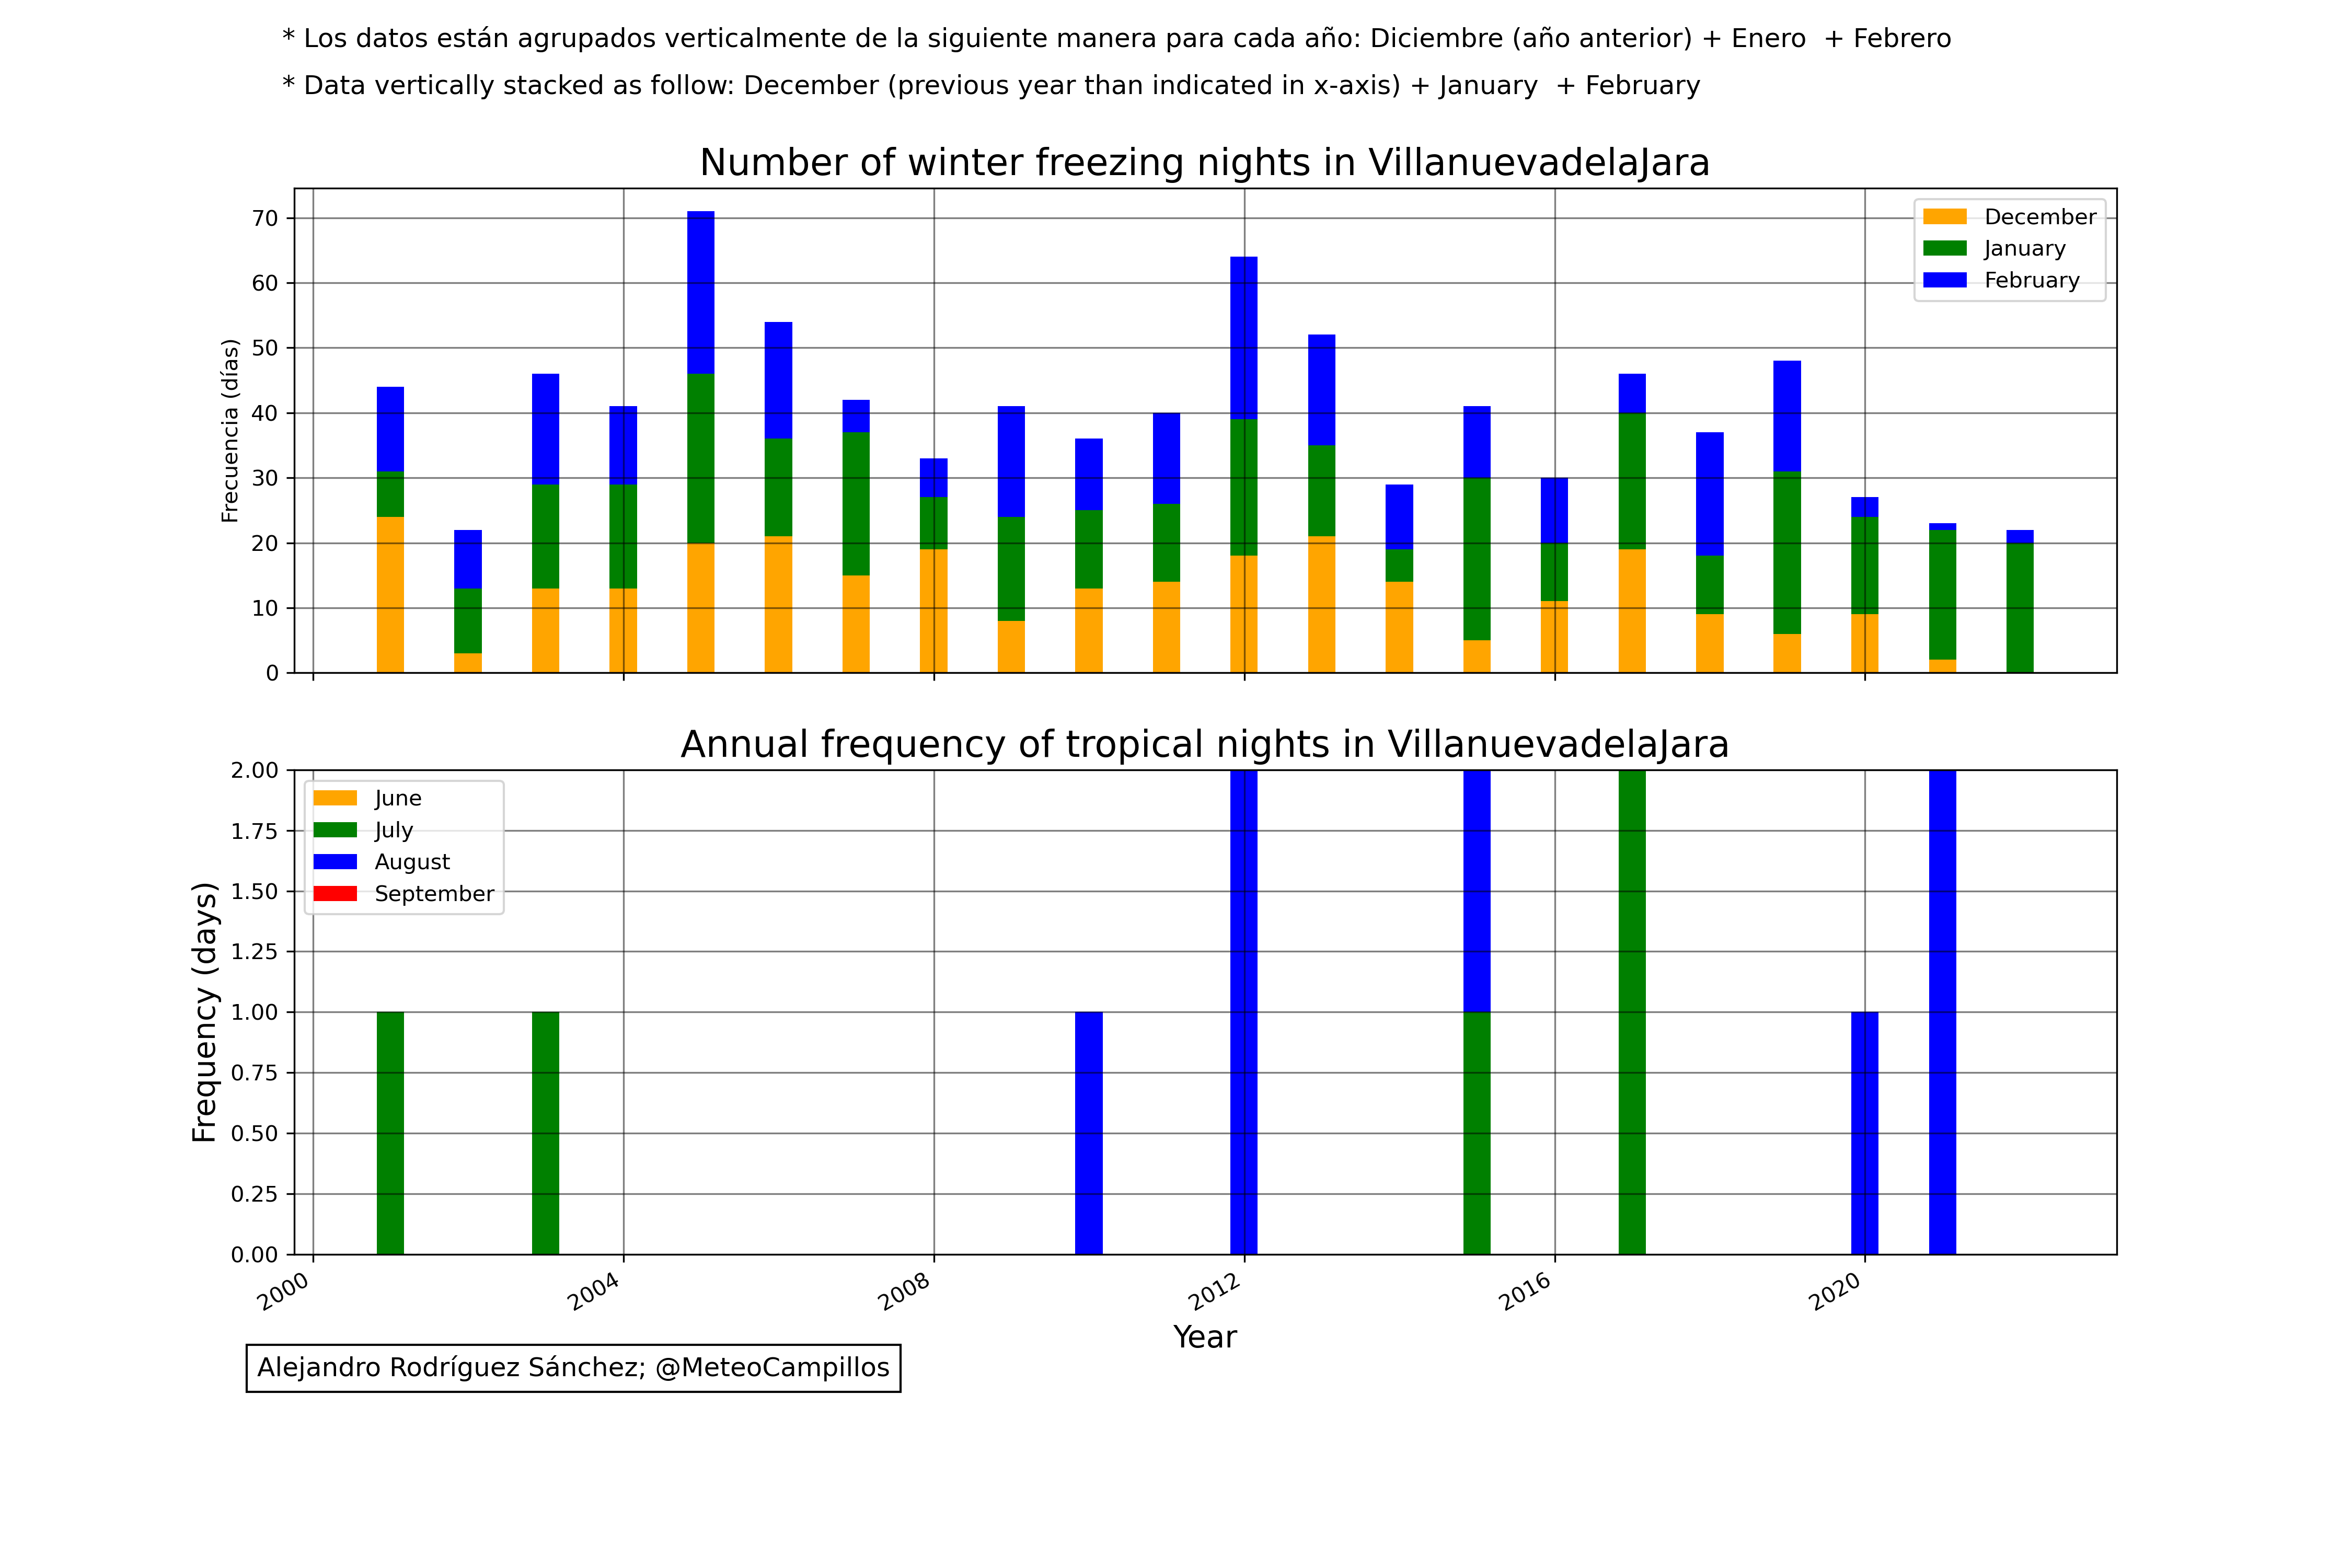 * Los datos están agrupados verticalmente de la siguiente manera para cada año: Diciembre (año anterior) + Enero  + Febrero
* Data vertically stacked as follow: December (previous year than indicated in x-axis) + January  + February
Number of winter freezing nights in VillanuevadelaJara
Frecuencia (días)
70
60
50
40
30
20
10
0
December
January
February
Annual frequency of tropical nights in VillanuevadelaJara
Frequency (days)
2.00
1.75
1.50
1.25
1.00
0.75
0.50
0.25
0.00
June
July
August
September
2000 2004 2008 2012 2016 2020
Year
Alejandro Rodríguez Sánchez; @MeteoCampillos